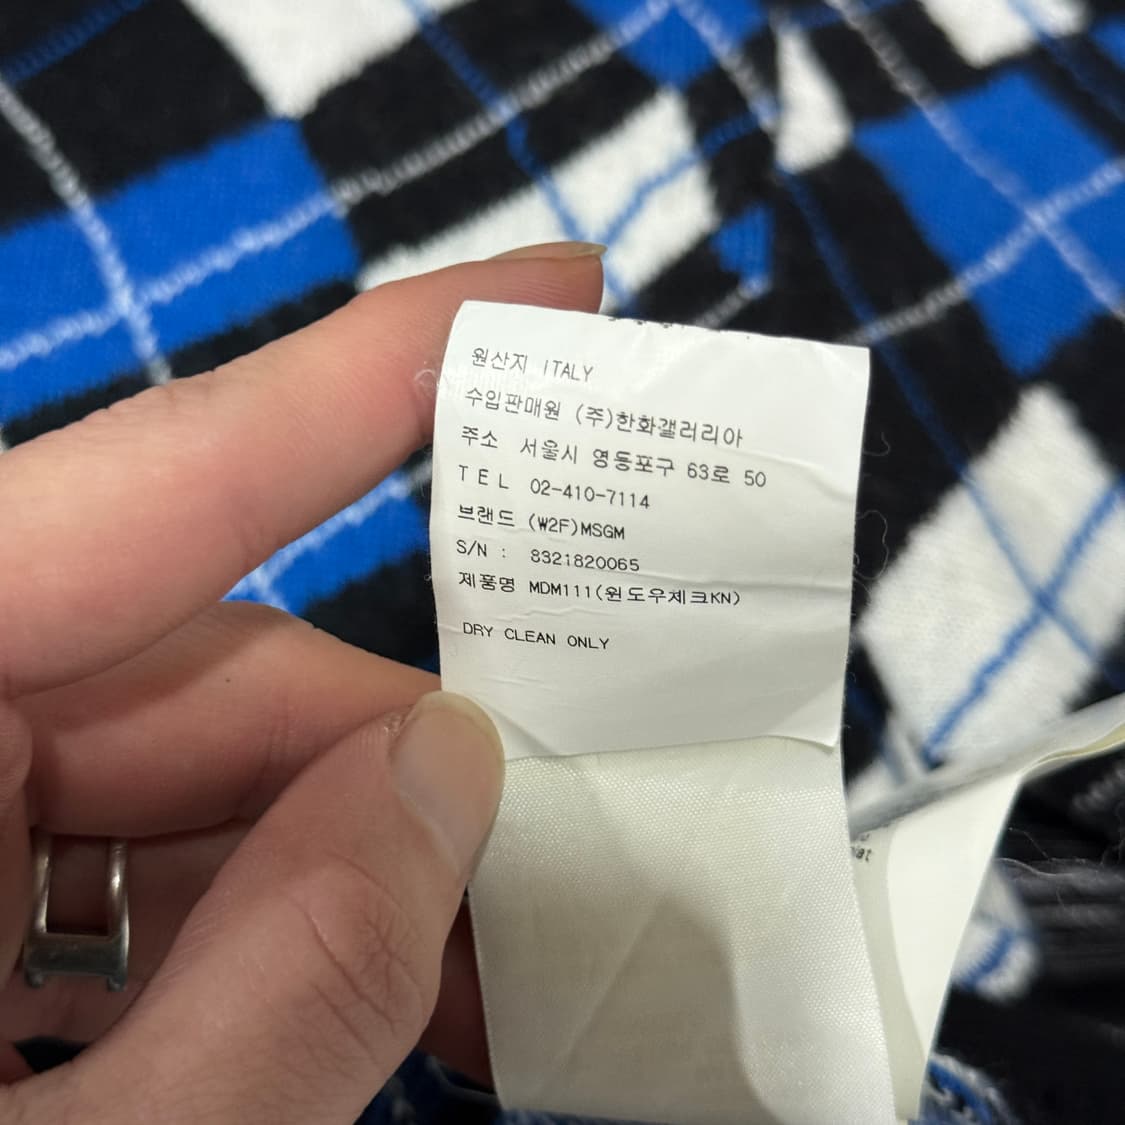 원산지 ITALY
수입판매원 (주)한화갤러리아
주소 서울시 영등포구 63로 50
TEL 02-410-7114
브랜드 (W2F)MSGM
S/N : 8321820065
제품명 MDM111(윈도우체크KN)
DRY CLEAN ONLY